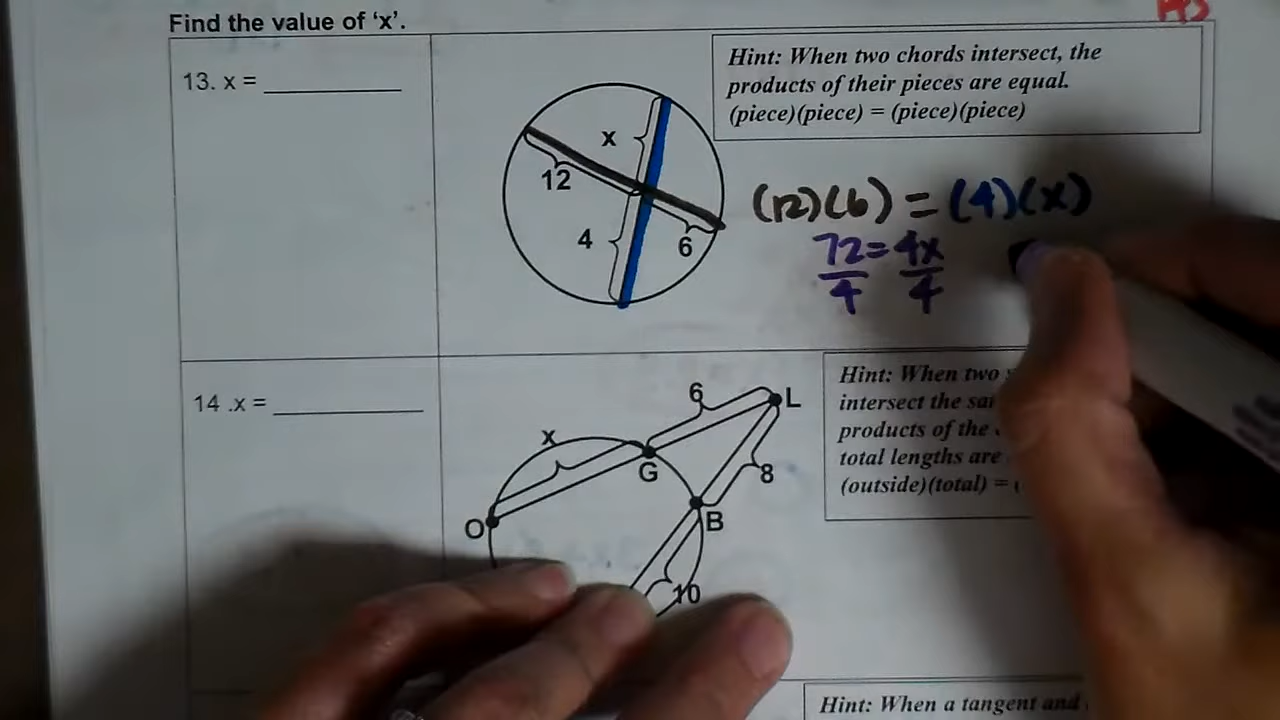 Find the value of ‘x’.
13. x = __________
x
12
4
6
Hint: When two chords intersect, the
products of their pieces are equal.
(piece)(piece) = (piece)(piece)
(12)(6) = (4)(x)
72 = 4x
4 4
14 .x = ___________
x
6
L
G
8
O
B
10
Hint: When two
intersect the
products of the
total lengths are
(outside)(total) =
Hint: When a tangent and